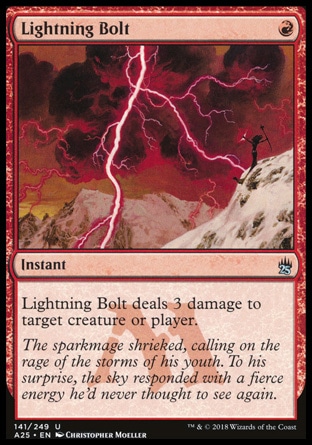 Lightning Bolt
Instant
Lightning Bolt deals 3 damage to
target creature or player.
The sparkmage shrieked, calling on the
rage of the storms of his youth. To his
surprise, the sky responded with a fierce
energy he'd never thought to see again.
141/249 U
A25 • EN Christopher Moeller
™ & © 2018 Wizards of the Coast